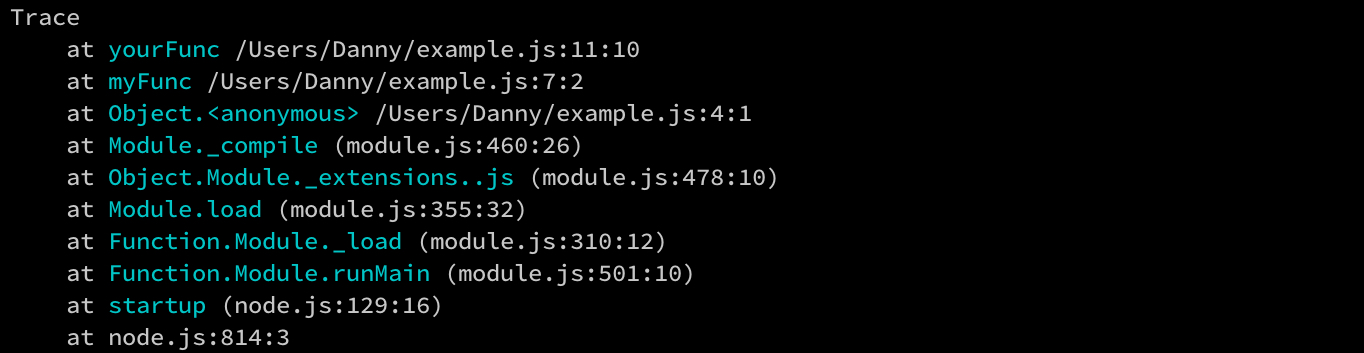 Trace
    at yourFunc /Users/Danny/example.js:11:10
    at myFunc /Users/Danny/example.js:7:2
    at Object.<anonymous> /Users/Danny/example.js:4:1
    at Module._compile (module.js:460:26)
    at Object.Module._extensions..js (module.js:478:10)
    at Module.load (module.js:355:32)
    at Function.Module._load (module.js:310:12)
    at Function.Module.runMain (module.js:501:10)
    at startup (node.js:129:16)
    at node.js:814:3